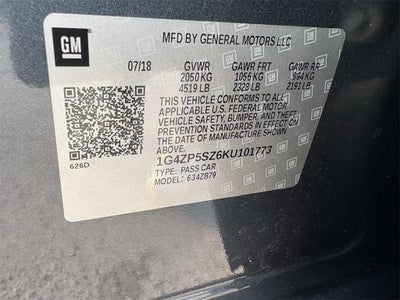 GM
MFD BY GENERAL MOTORS LLC
07/18 GVWR GAWR FRT GAWR RR
2050 KG 1056 KG 994 KG
4519 LB 2328 LB 2191 LB
THIS VEHICLE CONFORMS TO ALL
APPLICABLE U.S. FEDERAL MOTOR
VEHICLE SAFETY, BUMPER, AND THEFT
PREVENTION STANDARDS IN EFFECT ON
THE DATE OF MANUFACTURE SHOWN
ABOVE.
1G4ZP5SZ6KU101773
626D
TYPE: PASS CAR
MODEL: 634ZB79